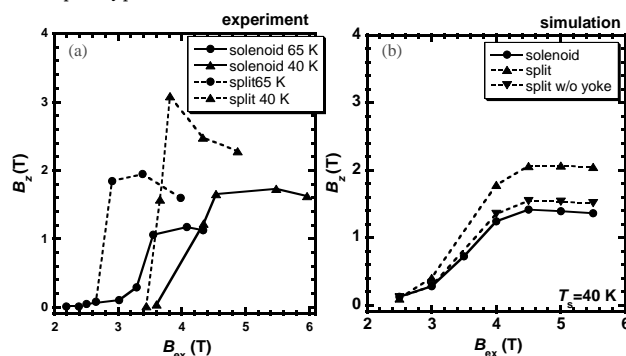 experiment
(a)
solenoid 65 K
solenoid 40 K
split65 K
split 40 K
4
3
2
1
0
B_z (T)
2 3 4 5 6
B_ex (T)
simulation
(b)
solenoid
split
split w/o yoke
4
3
2
1
0
B_z (T)
T_s=40 K
2 3 4 5 6
B_ex (T)